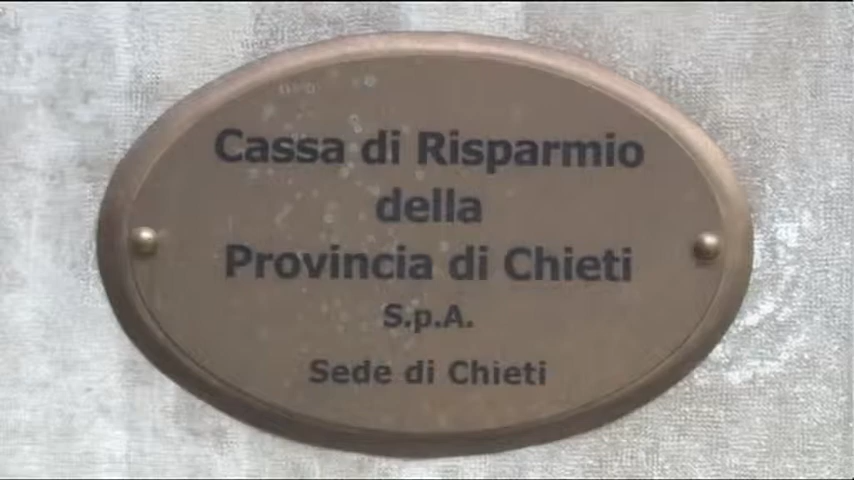 Cassa di Risparmio
della
Provincia di Chieti
S.p.A.
Sede di Chieti